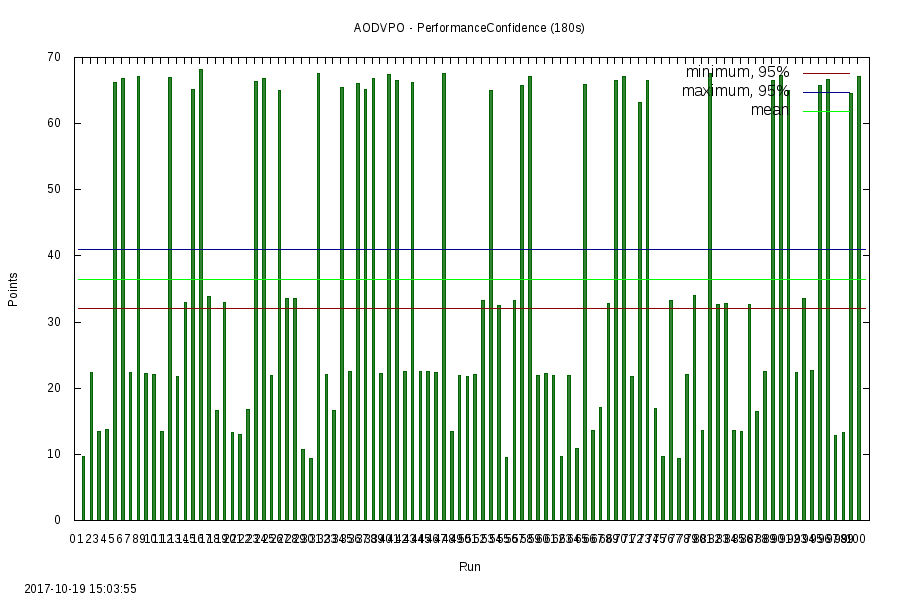 AODVPO - PerformanceConfidence (180s)
70
60
50
40
30
20
10
0
Points
minimum, 95%
maximum, 95%
mean
Run
2017-10-19 15:03:55